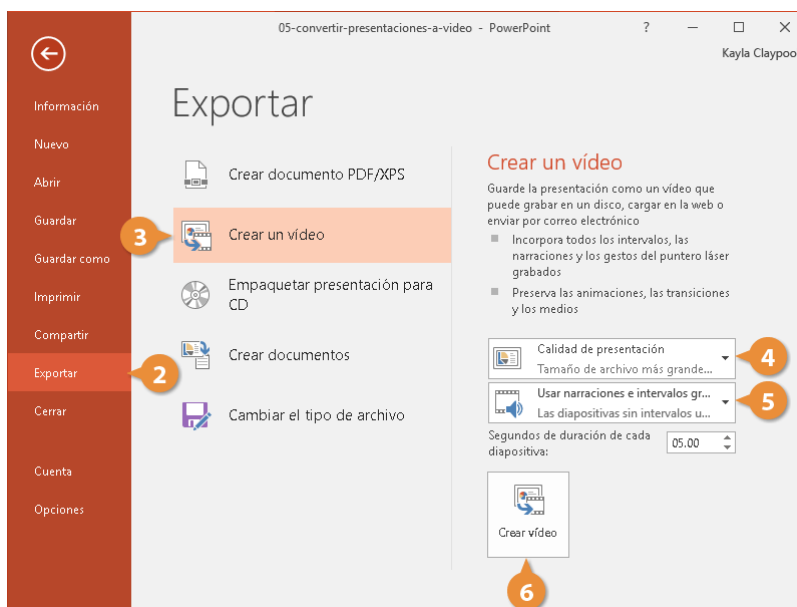 05-convertir-presentaciones-a-video - PowerPoint
?
Kayla Claypoo
Información
Nuevo
Abrir
Guardar
Guardar como
Imprimir
Compartir
Exportar
Cerrar
Cuenta
Opciones
2
Exportar
Crear documento PDF/XPS
3
Crear un vídeo
Empaquetar presentación para
CD
Crear documentos
Cambiar el tipo de archivo
Crear un vídeo
Guarde la presentación como un vídeo que
puede grabar en un disco, cargar en la web o
enviar por correo electrónico
Incorpora todos los intervalos, las
narraciones y los gestos del puntero láser
grabados
Preserva las animaciones, las transiciones
y los medios
Calidad de presentación
Tamaño de archivo más grande...
4
Usar narraciones e intervalos gr...
Las diapositivas sin intervalos u...
5
Segundos de duración de cada
diapositiva:
05.00
Crear vídeo
6